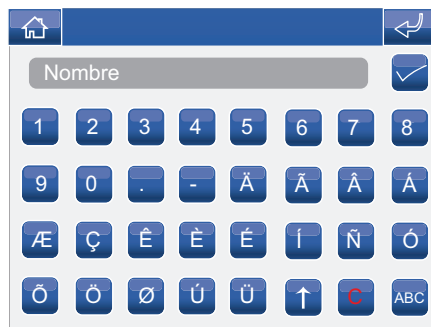 Nombre
1 2 3 4 5 6 7 8
9 0 . - Ä Ã Â Á
Æ Ç Ê È É Í Ñ Ó
Õ Ö Ø Ú Ü ↑ C ABC